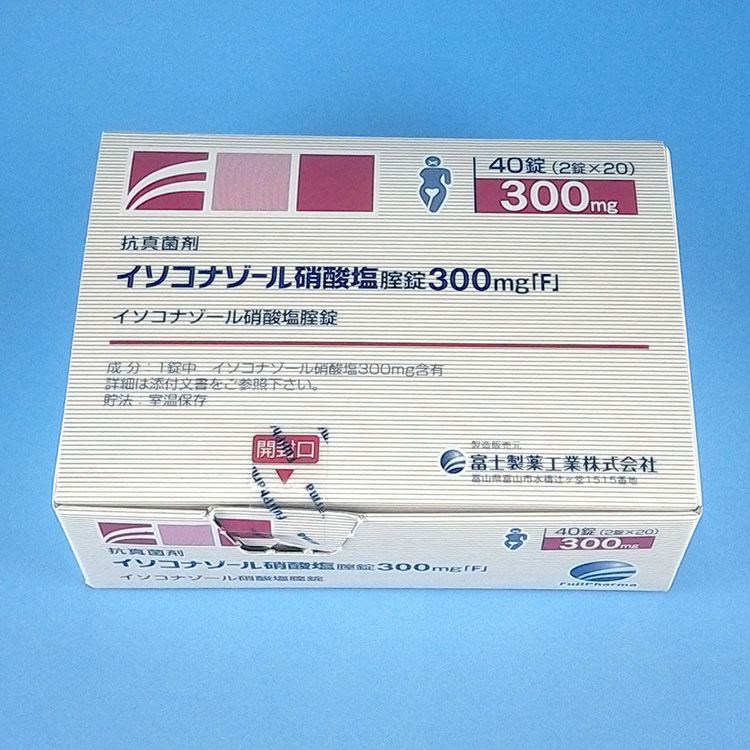 40錠(2錠×20)
300mg
抗真菌剤
イソコナゾール硝酸塩腟錠300mg「F」
イソコナゾール硝酸塩腟錠
成 分:1錠中 イソコナゾール硝酸塩300mg含有
詳細は添付文書をご参照下さい。
貯法:室温保存
開封口
FujiPharma
製造販売元
富士製薬工業株式会社
富山県富山市水橋辻ヶ堂1515番地
40錠(2錠×20)
300mg
抗真菌剤
イソコナゾール硝酸塩腟錠300mg「F」
イソコナゾール硝酸塩腟錠
FujiPharma